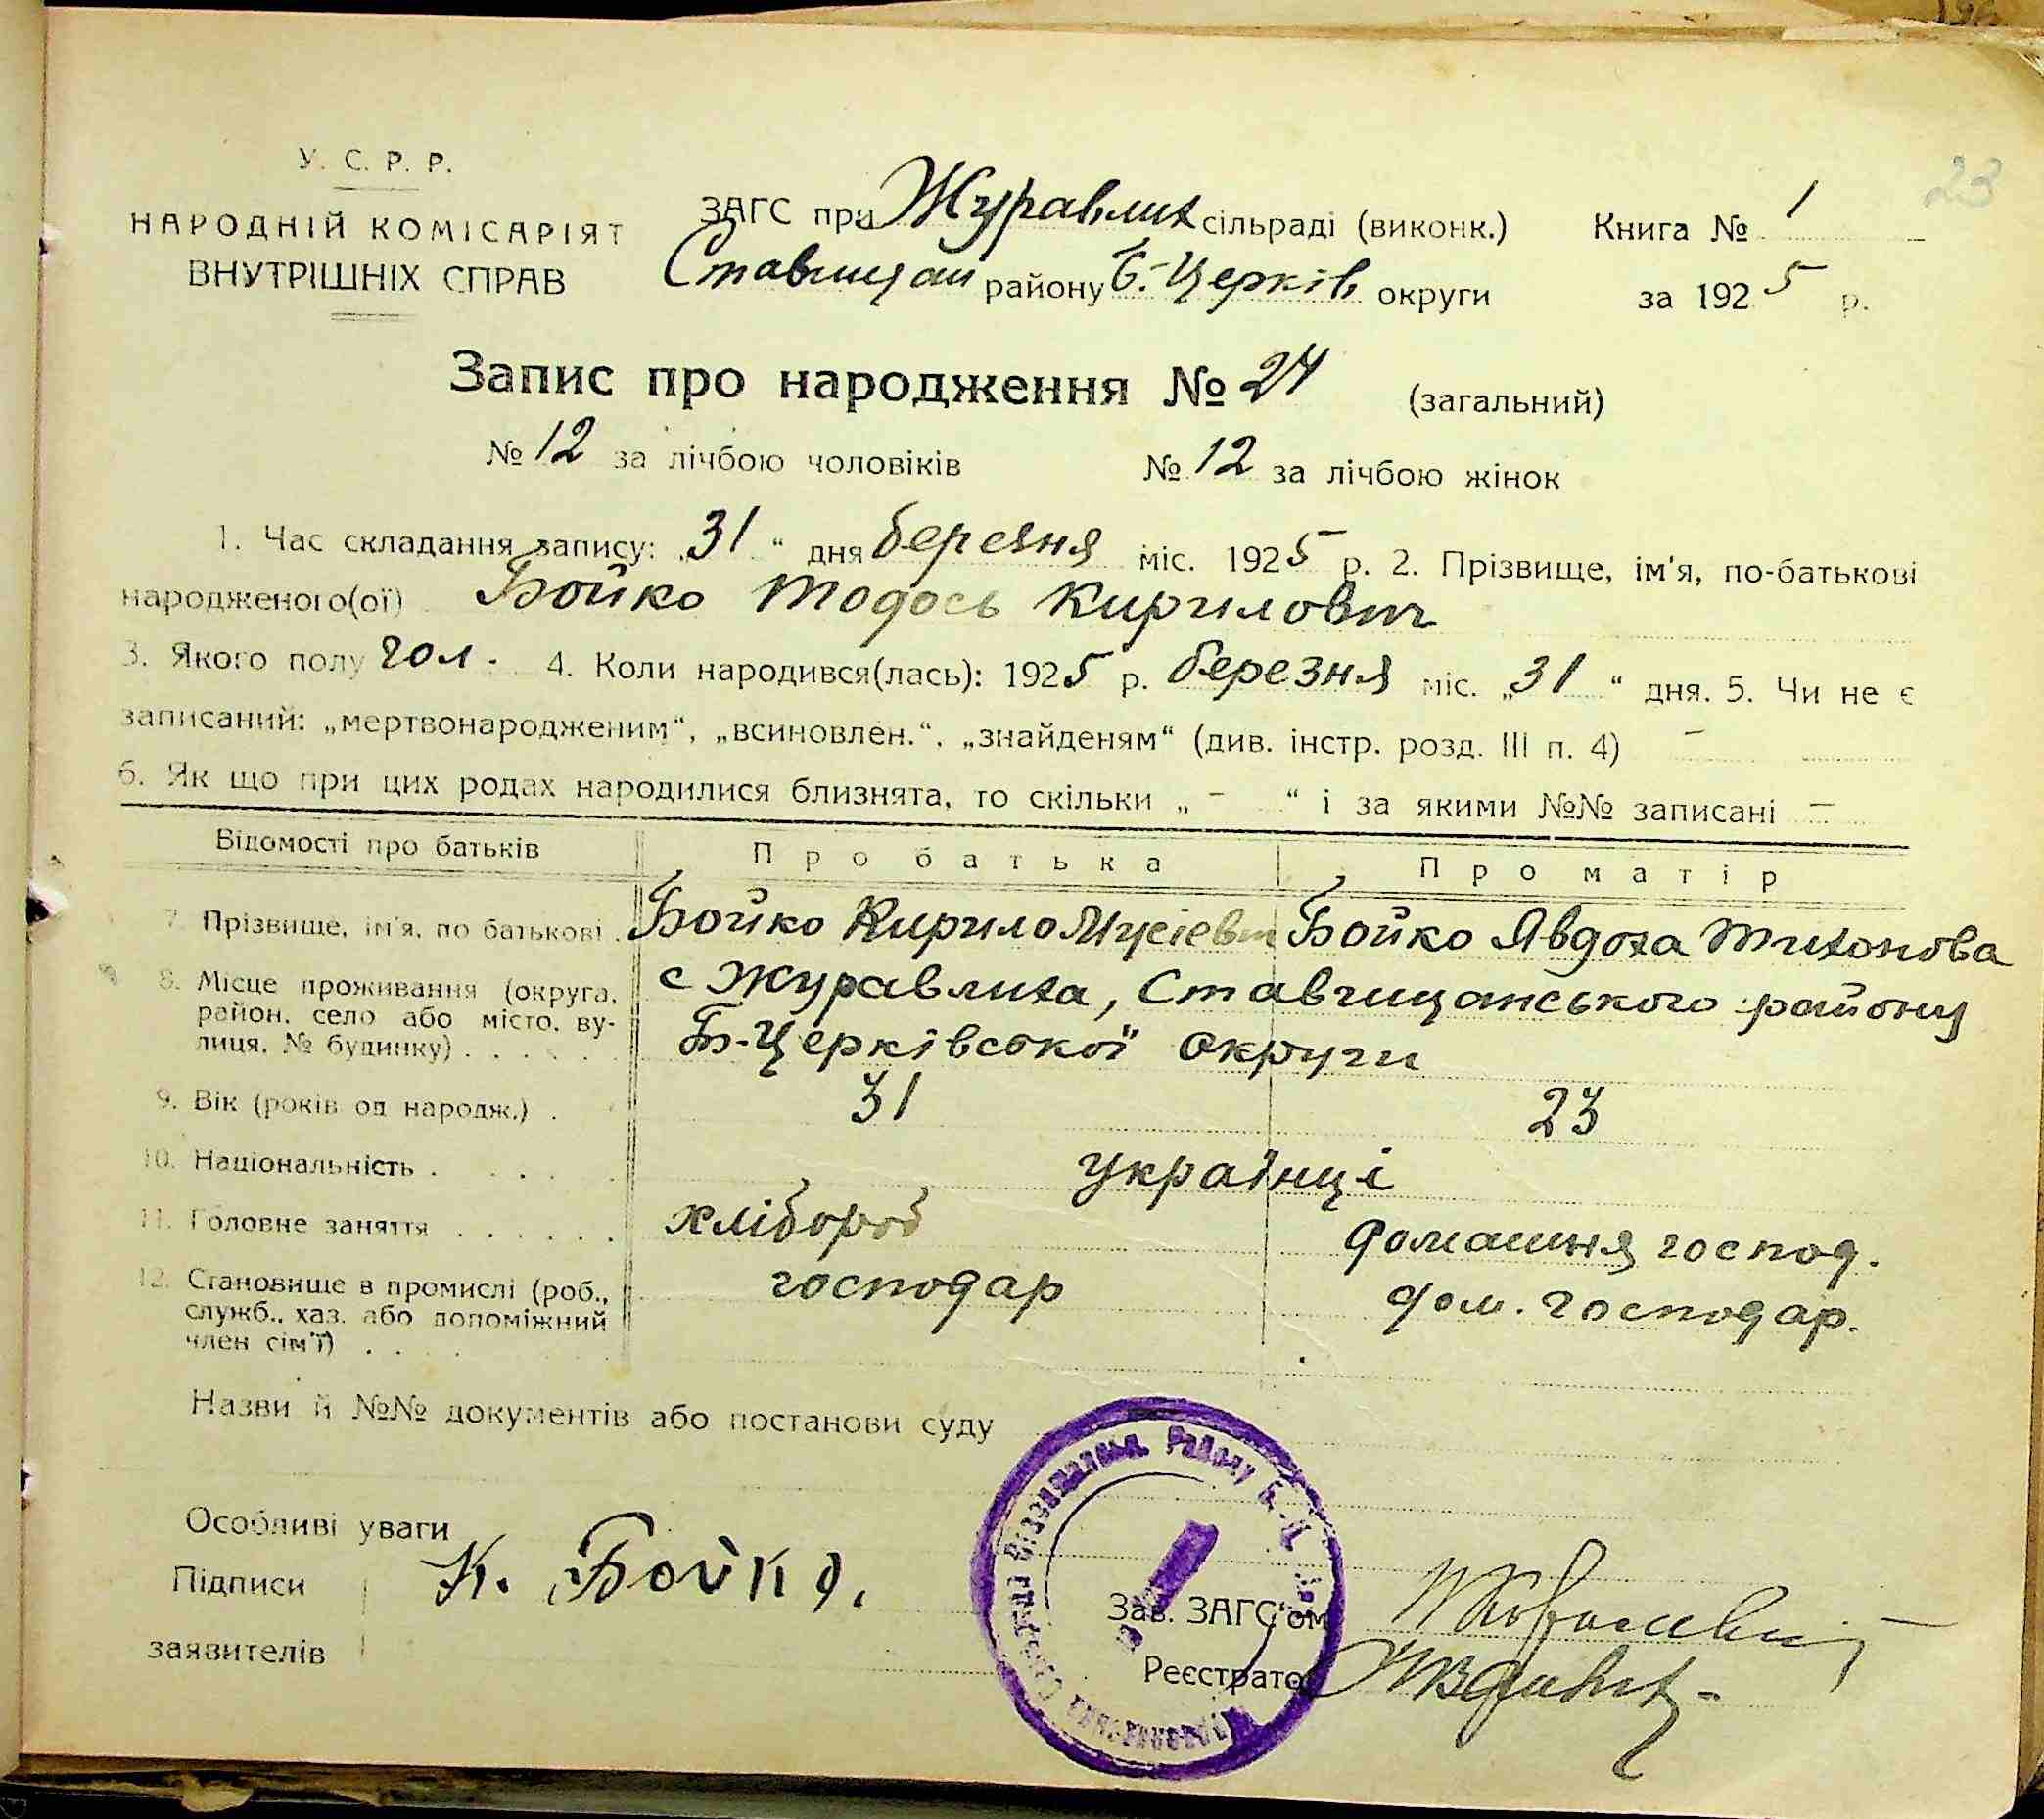 23
У. С. Р. Р.
НАРОДНІЙ КОМІСАРІЯТ
ВНУТРІШНІХ СПРАВ
ЗАГС при Журавлих сільраді (виконк.) Книга № 1
Ставищан району Б.-Церків округи за 1925 р.
Запис про народження № 24 (загальний)
№ 12 за лічбою чоловіків № 12 за лічбою жінок
1. Час складання запису: „31“ дня березня міс. 1925 р. 2. Прізвище, ім'я, по-батькові
народженого(ої) Бойко Тодось Кирилович
3. Якого полу чол. 4. Коли народився(лась): 1925 р. березня міс. „31“ дня. 5. Чи не є
записаний: „мертвонародженим“, „всиновлен.“, „знайденям“ (див. інстр. розд. III п. 4) –
6. Як що при цих родах народилися близнята, то скільки „ – “ і за якими №№ записані –
Відомості про батьків Про батька Про матір
7. Прізвище, ім'я, по батькові . Бойко Кирило Мусієвич Бойко Явдоха Тихонова
8. Місце проживання (округа, район, село або місто, вулиця, № будинку) . . . . . с Журавлиха, Ставищанського району
Б-Церківської округи
9. Вік (років од народж.) . 31 23
10. Національність . . . . українці
11. Головне заняття . . . . . . хлібороб домашня господ.
12. Становище в промислі (роб., служб., хаз. або допоміжний член сім'ї) . . . господар дом. господар.
Назви й №№ документів або постанови суду
Особливі уваги
Підписи К. Бойко.
заявителів
Зав. ЗАГС'ом
Реєстратор
Району Б.-Ц.